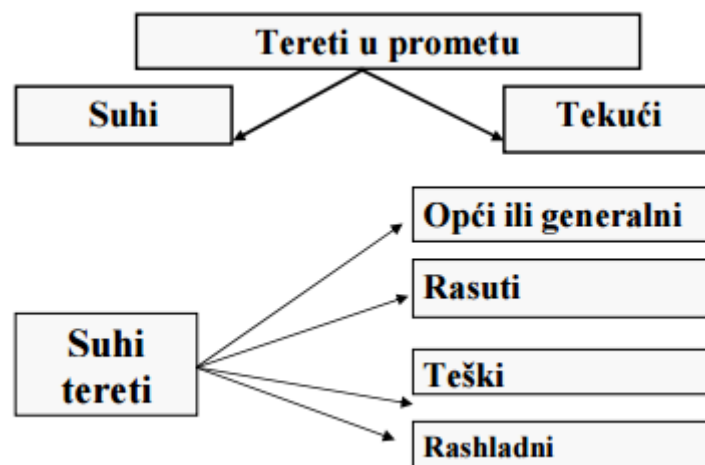 Tereti u prometu
Suhi
Tekući
Opći ili generalni
Rasuti
Suhi
tereti
Teški
Rashladni